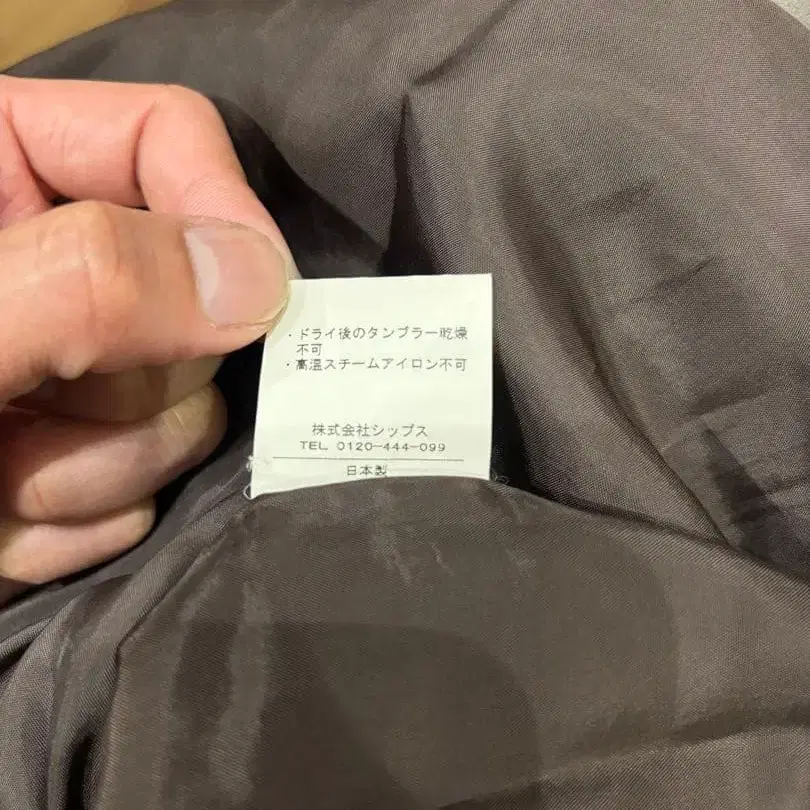 ・ドライ後のタンブラー乾燥
不可
・高温スチームアイロン不可
株式会社シップス
TEL 0120-444-099
日本製